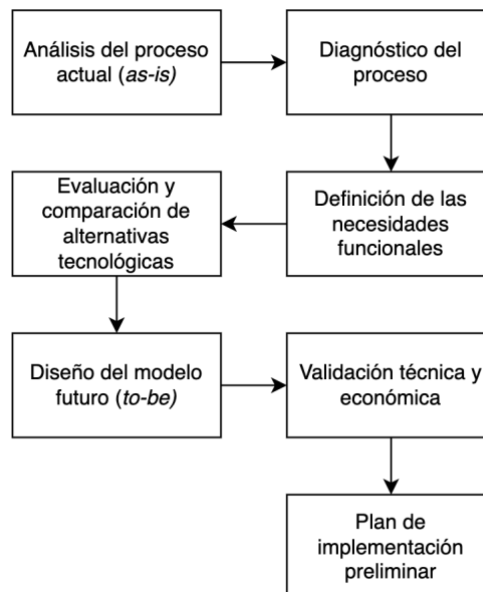 Análisis del proceso
actual (as-is)
Diagnóstico del
proceso
Definición de las
necesidades
funcionales
Evaluación y
comparación de
alternativas
tecnológicas
Diseño del modelo
futuro (to-be)
Validación técnica y
económica
Plan de
implementación
preliminar